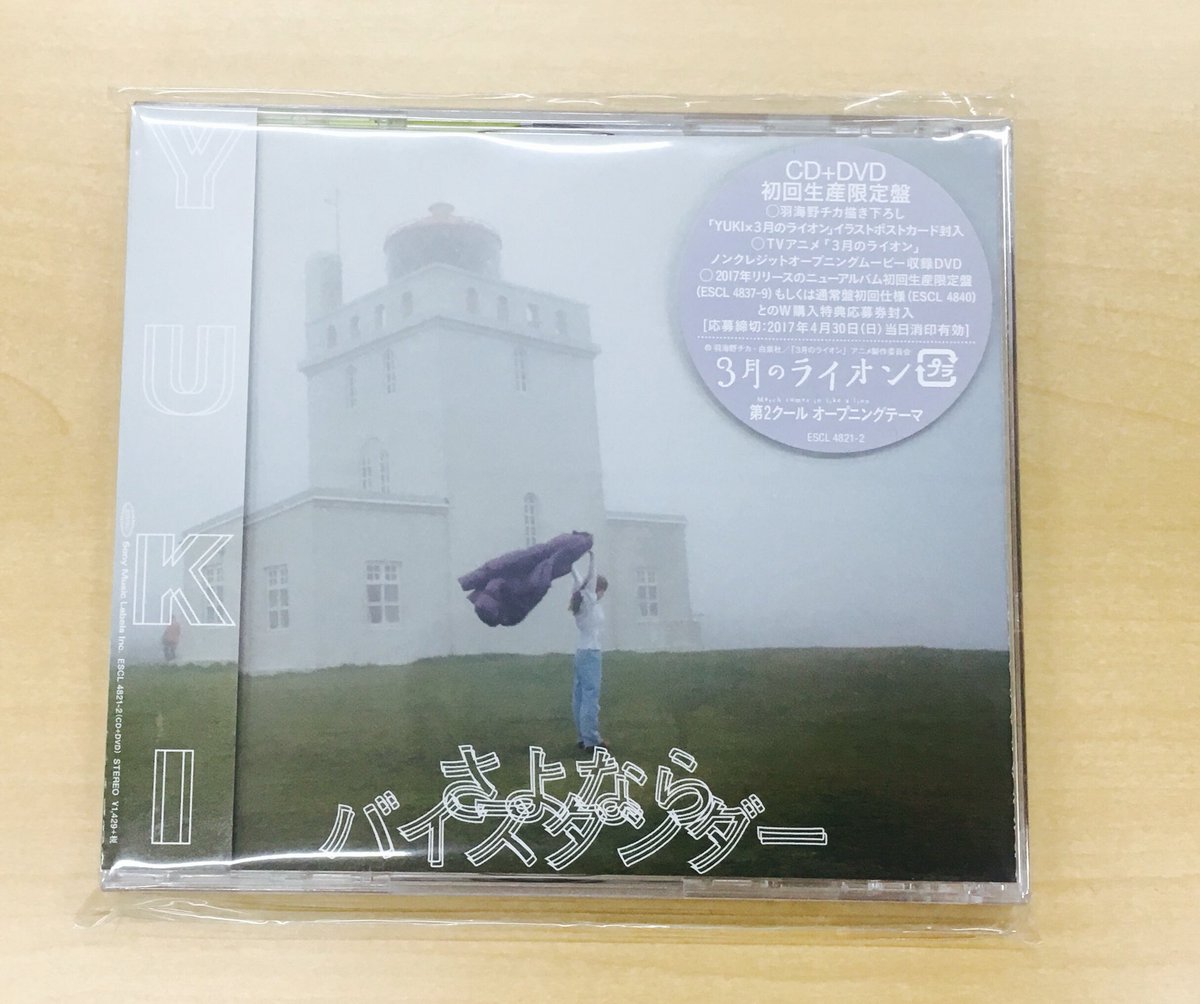 YUKI
CD+DVD
初回生産限定盤
○羽海野チカ描き下ろし
「YUKI×3月のライオン」イラストポストカード封入
○TVアニメ「3月のライオン」
ノンクレジットオープニングムービー収録DVD
○2017年リリースのニューアルバム初回生産限定盤
(ESCL 4837-9)もしくは通常盤初回仕様(ESCL 4840)
とのW購入特典応募券封入
[応募締切:2017年4月30日(日)当日消印有効]
© 羽海野チカ・白泉社/「3月のライオン」アニメ製作委員会
3月のライオン
プラ
March comes in like a lion
第2クール オープニングテーマ
ESCL 4821-2
Sony Music Labels Inc. ESCL 4821-2(CD+DVD) STEREO ¥1,429+税
さよなら
バイスタンダー